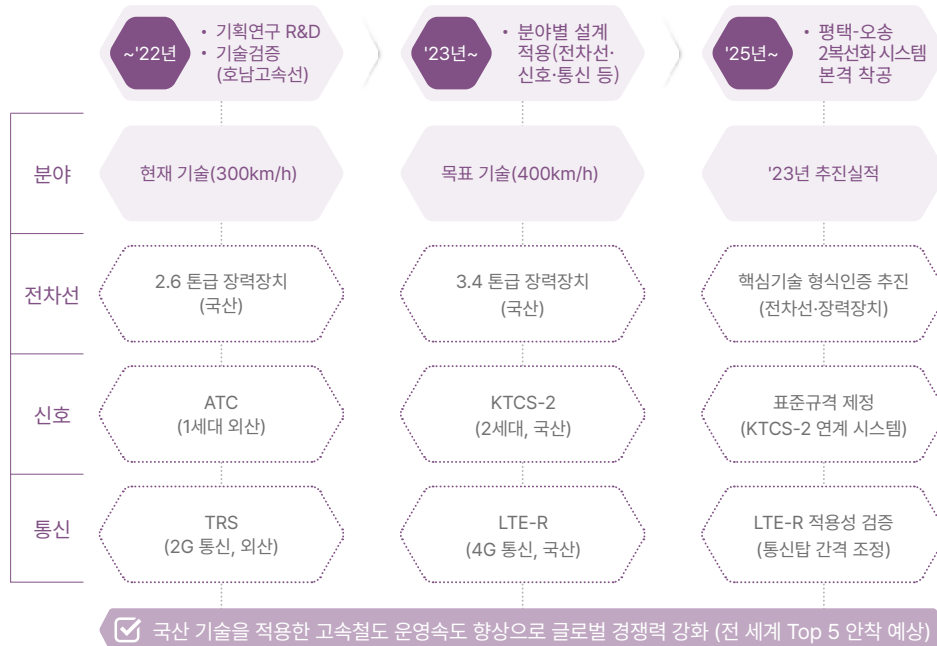 ~'22년
• 기획연구 R&D
• 기술검증
(호남고속선)
'23년~
• 분야별 설계
적용(전차선·
신호·통신 등)
'25년~
• 평택-오송
2복선화 시스템
본격 착공
분야
현재 기술(300km/h)
목표 기술(400km/h)
'23년 추진실적
전차선
2.6 톤급 장력장치
(국산)
3.4 톤급 장력장치
(국산)
핵심기술 형식인증 추진
(전차선·장력장치)
신호
ATC
(1세대 외산)
KTCS-2
(2세대, 국산)
표준규격 제정
(KTCS-2 연계 시스템)
통신
TRS
(2G 통신, 외산)
LTE-R
(4G 통신, 국산)
LTE-R 적용성 검증
(통신탑 간격 조정)
국산 기술을 적용한 고속철도 운영속도 향상으로 글로벌 경쟁력 강화 (전 세계 Top 5 안착 예상)